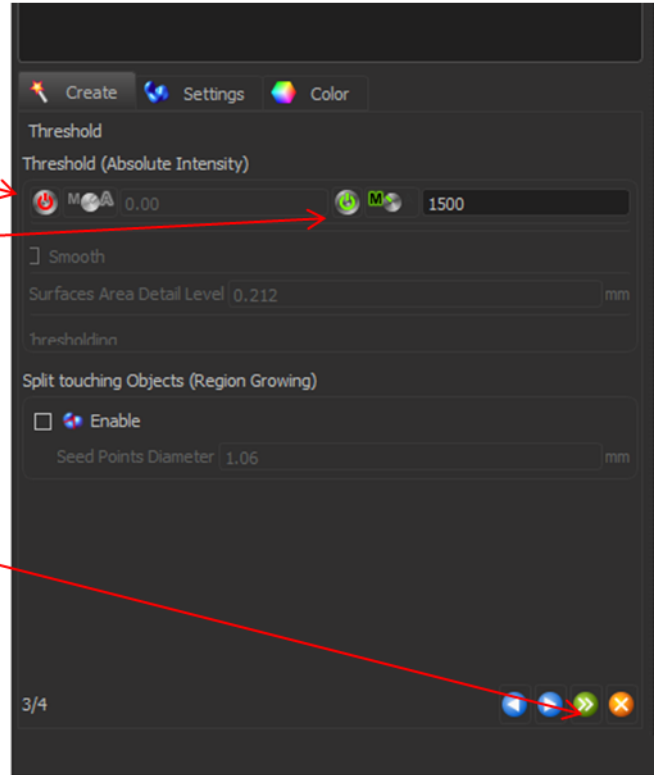 Create Settings Color
Threshold
Threshold (Absolute Intensity)
M A 0.00 M 1500
Smooth
Surfaces Area Detail Level 0.212 mm
hresholding
Split touching Objects (Region Growing)
Enable
Seed Points Diameter 1.06 mm
3/4